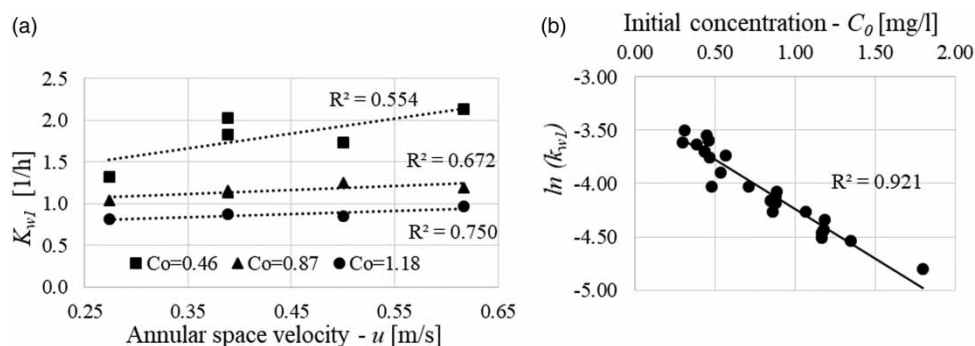 (a)
2.5
2.0
1.5
1.0
0.5
0.0
K_w1 [1/h]
R² = 0.554
R² = 0.672
R² = 0.750
Co=0.46 Co=0.87 Co=1.18
0.25 0.35 0.45 0.55 0.65
Annular space velocity - u [m/s]
(b)
Initial concentration - C_0 [mg/l]
0.00 0.50 1.00 1.50 2.00
-3.00
-3.50
-4.00
-4.50
-5.00
ln (k_w1)
R² = 0.921